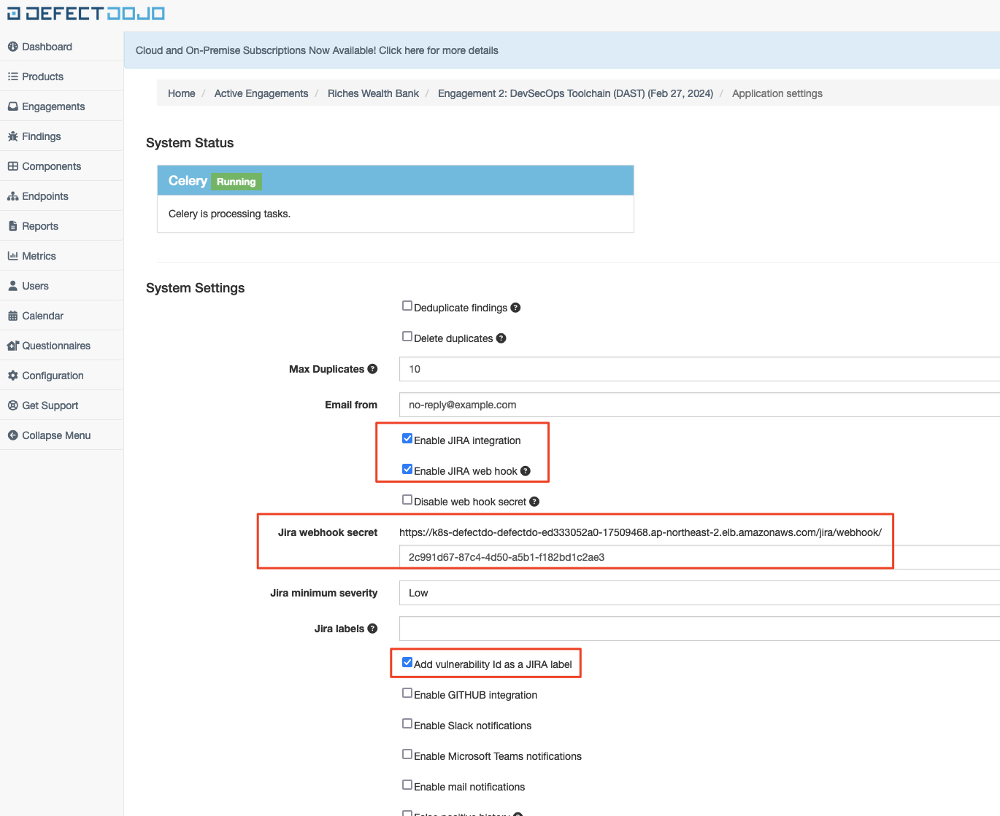 DEFECTDOJO
Dashboard
Products
Engagements
Findings
Components
Endpoints
Reports
Metrics
Users
Calendar
Questionnaires
Configuration
Get Support
Collapse Menu
Cloud and On-Premise Subscriptions Now Available! Click here for more details
Home / Active Engagements / Riches Wealth Bank / Engagement 2: DevSecOps Toolchain (DAST) (Feb 27, 2024) / Application settings
System Status
Celery Running
Celery is processing tasks.
System Settings
Deduplicate findings
Delete duplicates
Max Duplicates 10
Email from no-reply@example.com
Enable JIRA integration
Enable JIRA web hook
Disable web hook secret
Jira webhook secret https://k8s-defectdo-defectdo-ed333052a0-17509468.ap-northeast-2.elb.amazonaws.com/jira/webhook/
2c991d67-87c4-4d50-a5b1-f182bd1c2ae3
Jira minimum severity Low
Jira labels
Add vulnerability Id as a JIRA label
Enable GITHUB integration
Enable Slack notifications
Enable Microsoft Teams notifications
Enable mail notifications
False positive history